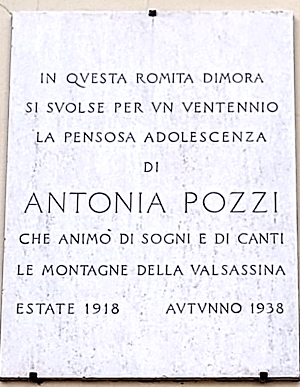 IN QVESTA ROMITA DIMORA
SI SVOLSE PER VN VENTENNIO
LA PENSOSA ADOLESCENZA
DI
ANTONIA POZZI
CHE ANIMÒ DI SOGNI E DI CANTI
LE MONTAGNE DELLA VALSASSINA
ESTATE 1918 AVTVNNO 1938